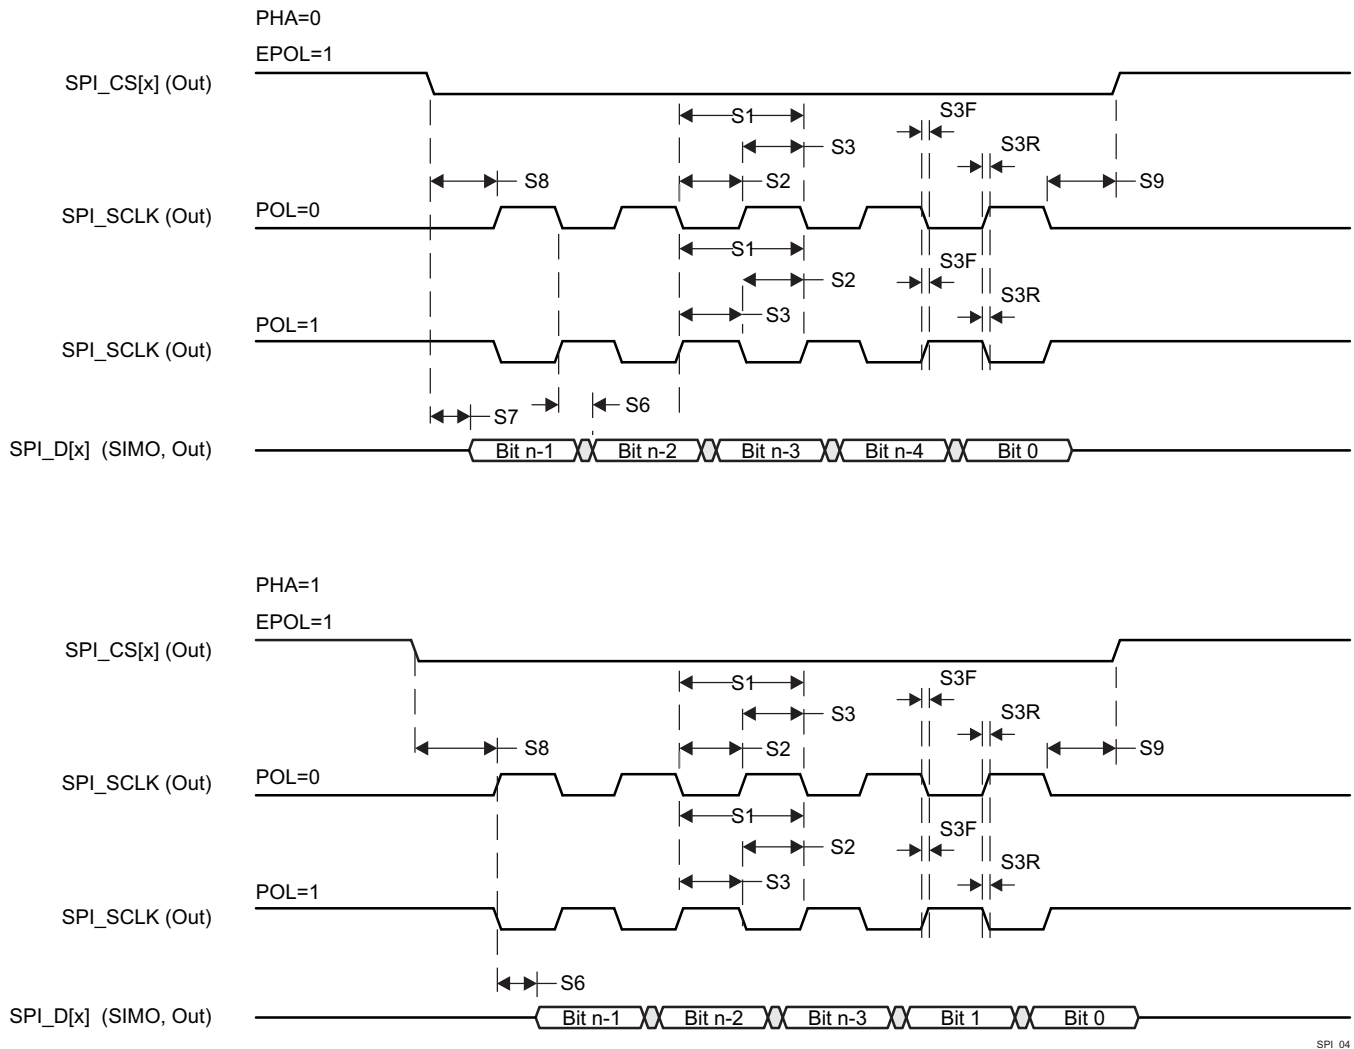 PHA=0
EPOL=1
SPI_CS[x] (Out)
S1
S3F
S3
S3R
S8
S2
S9
SPI_SCLK (Out)
POL=0
S1
S3F
S2
S3R
S3
POL=1
SPI_SCLK (Out)
S7
S6
SPI_D[x] (SIMO, Out)
Bit n-1
Bit n-2
Bit n-3
Bit n-4
Bit 0
PHA=1
EPOL=1
SPI_CS[x] (Out)
S1
S3F
S3
S3R
S8
S2
S9
SPI_SCLK (Out)
POL=0
S1
S3F
S2
S3R
S3
POL=1
SPI_SCLK (Out)
S6
SPI_D[x] (SIMO, Out)
Bit n-1
Bit n-2
Bit n-3
Bit 1
Bit 0
SPI_04